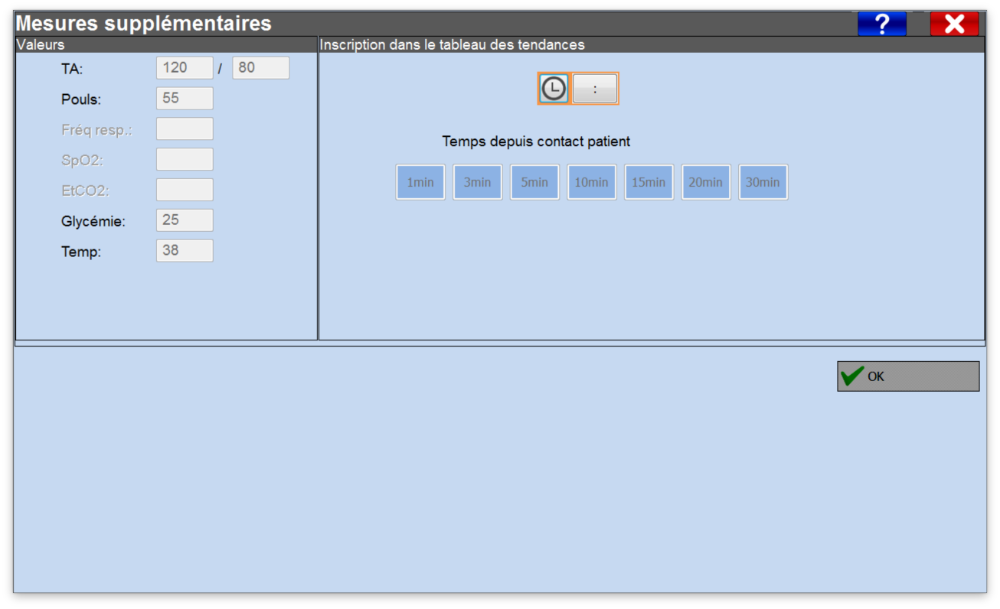 Mesures supplémentaires ?
Valeurs
TA: 120 / 80
Pouls: 55
Fréq resp.:
SpO2:
EtCO2:
Glycémie: 25
Temp: 38
Inscription dans le tableau des tendances
:
Temps depuis contact patient
1min 3min 5min 10min 15min 20min 30min
OK